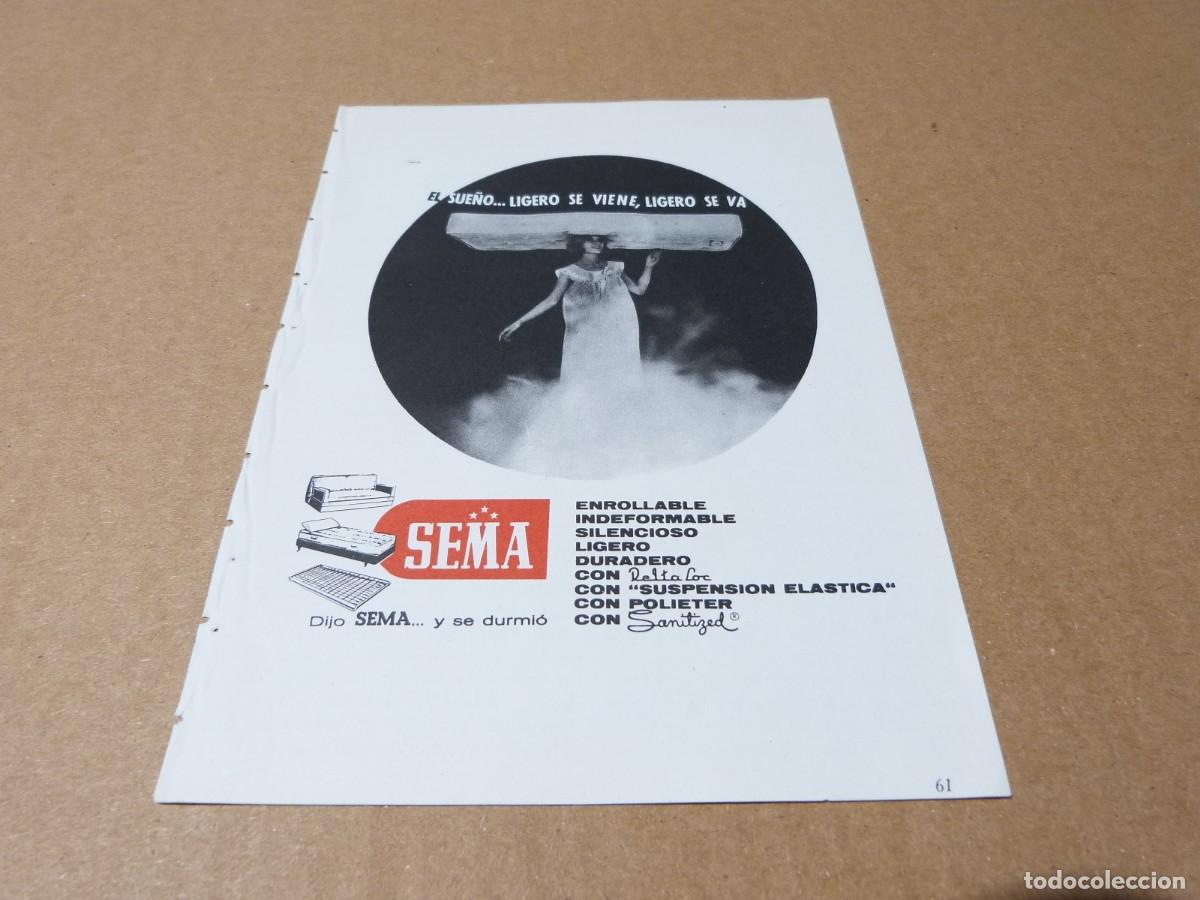 EL SUEÑO... LIGERO SE VIENE, LIGERO SE VA
SEMA
Dijo SEMA... y se durmió
ENROLLABLE
INDEFORMABLE
SILENCIOSO
LIGERO
DURADERO
CON Delta Loc
CON "SUSPENSION ELASTICA"
CON POLIETER
CON Sanitized®
61
todocoleccion